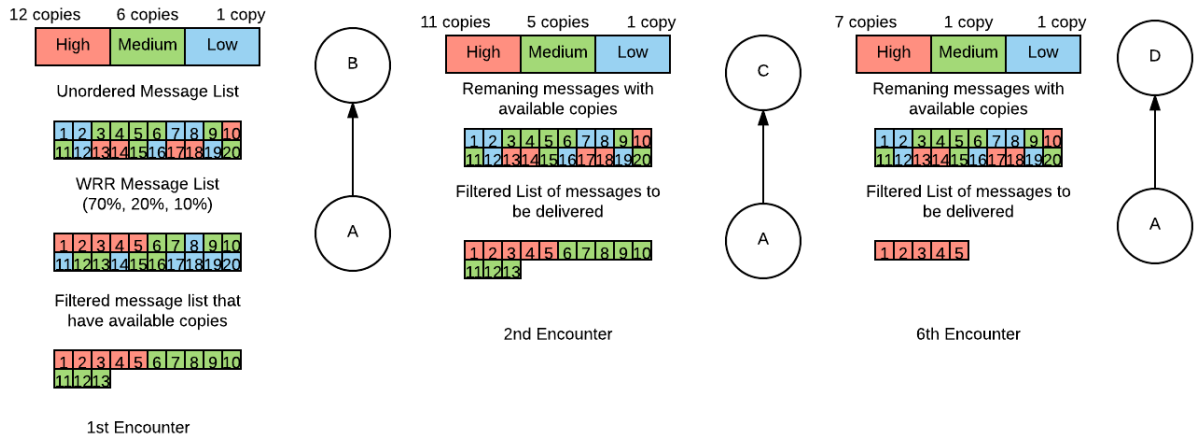 12 copies 6 copies 1 copy
High Medium Low
Unordered Message List
1 2 3 4 5 6 7 8 9 10
11 12 13 14 15 16 17 18 19 20
WRR Message List
(70%, 20%, 10%)
1 2 3 4 5 6 7 8 9 10
11 12 13 14 15 16 17 18 19 20
Filtered message list that
have available copies
1 2 3 4 5 6 7 8 9 10
11 12 13
1st Encounter
B
A
11 copies 5 copies 1 copy
High Medium Low
Remaning messages with
available copies
1 2 3 4 5 6 7 8 9 10
11 12 13 14 15 16 17 18 19 20
Filtered List of messages to
be delivered
1 2 3 4 5 6 7 8 9 10
11 12 13
2nd Encounter
C
A
7 copies 1 copy 1 copy
High Medium Low
Remaning messages with
available copies
1 2 3 4 5 6 7 8 9 10
11 12 13 14 15 16 17 18 19 20
Filtered List of messages to
be delivered
1 2 3 4 5
6th Encounter
D
A